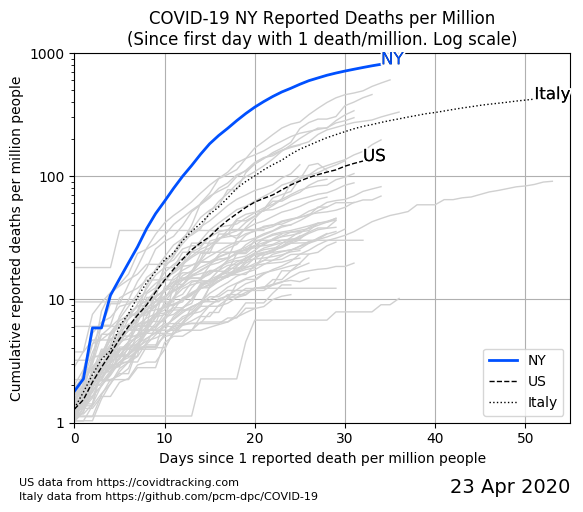 COVID-19 NY Reported Deaths per Million
(Since first day with 1 death/million. Log scale)
Cumulative reported deaths per million people
1000
100
10
1
NY
Italy
US
NY
US
Italy
0 10 20 30 40 50
Days since 1 reported death per million people
US data from https://covidtracking.com
Italy data from https://github.com/pcm-dpc/COVID-19
23 Apr 2020